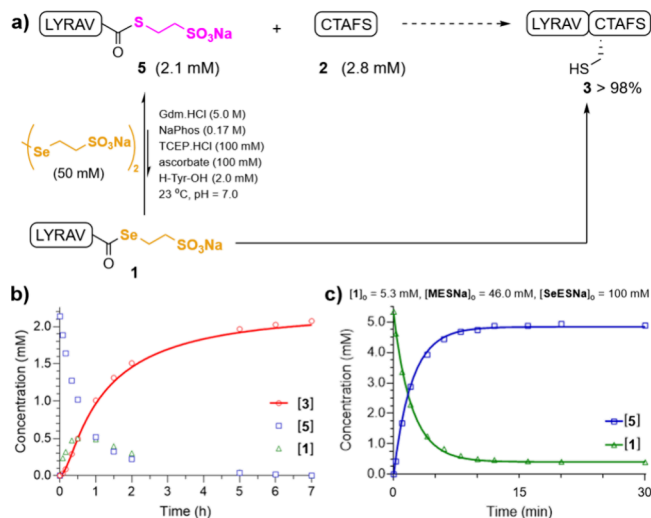 a)
LYRAV
S
SO₃Na
O
+
CTAFS
LYRAV CTAFS
5 (2.1 mM)
2 (2.8 mM)
HS
3 > 98%
Gdm.HCl (5.0 M)
NaPhos (0.17 M)
TCEP.HCl (100 mM)
ascorbate (100 mM)
H-Tyr-OH (2.0 mM)
23 °C, pH = 7.0
Se
SO₃Na
2
(50 mM)
LYRAV
Se
SO₃Na
O
1
b)
Concentration (mM)
2.0
1.5
1.0
0.5
0.0
[3]
[5]
[1]
0 1 2 3 4 5 6 7
Time (h)
c)
[1]₀ = 5.3 mM, [MESNa]₀ = 46.0 mM, [SeESNa]₀ = 100 mM
Concentration (mM)
5.0
4.0
3.0
2.0
1.0
0.0
[5]
[1]
0 15 30
Time (min)